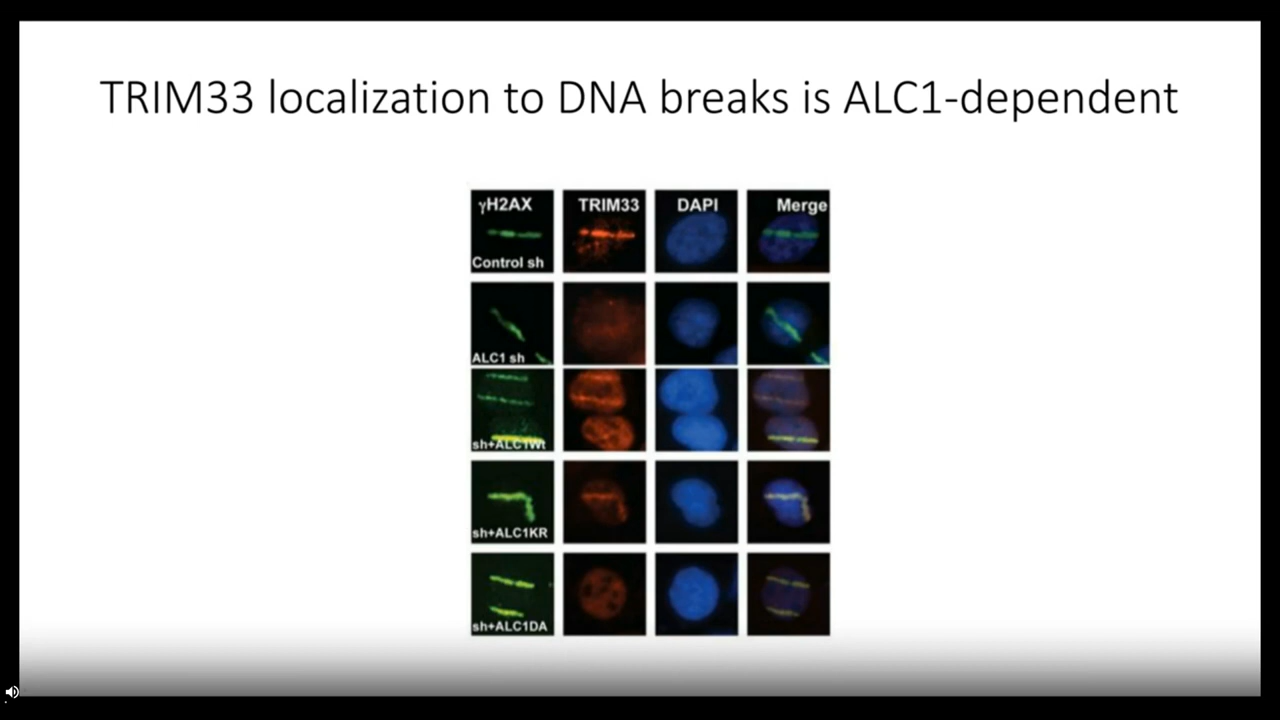 TRIM33 localization to DNA breaks is ALC1-dependent
γH2AX TRIM33 DAPI Merge
Control sh
ALC1 sh
sh+ALC1Wt
sh+ALC1KR
sh+ALC1DA